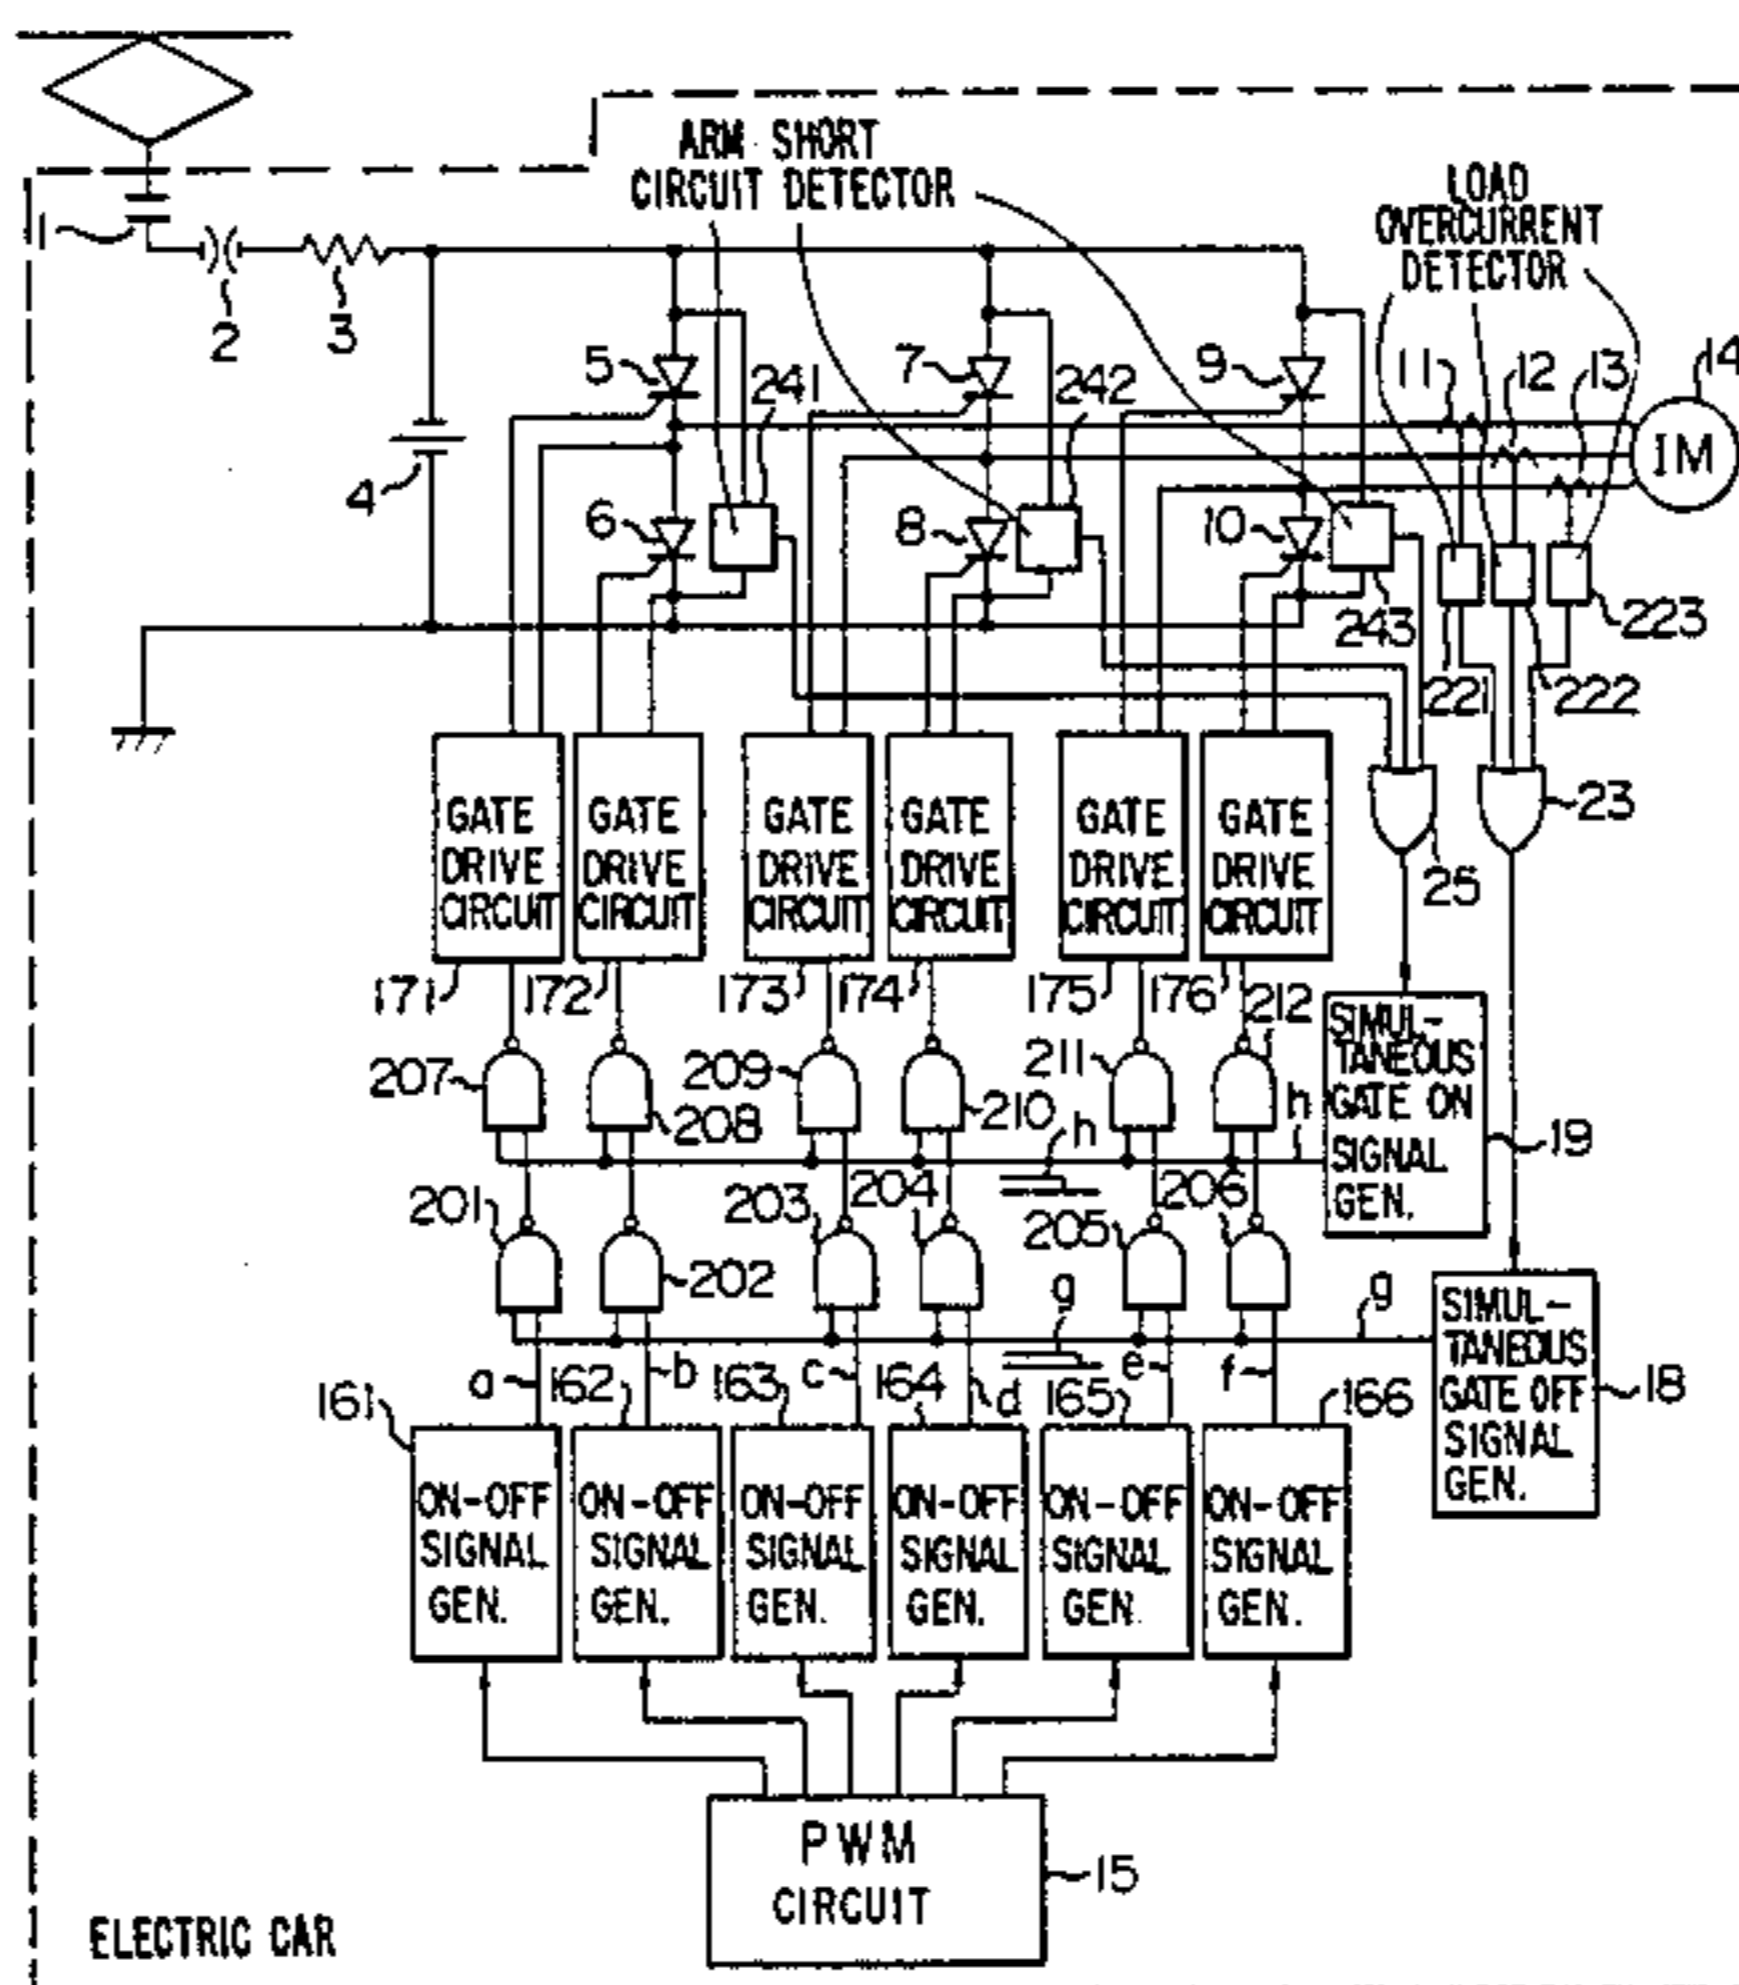 ARM SHORT
CIRCUIT DETECTOR
LOAD
OVERCURRENT
DETECTOR
1
2
3
4
5
6
7
8
9
10
11
12
13
14
IM
241
242
243
221
222
223
23
25
GATE
DRIVE
CIRCUIT
GATE
DRIVE
CIRCUIT
GATE
DRIVE
CIRCUIT
GATE
DRIVE
CIRCUIT
GATE
DRIVE
CIRCUIT
GATE
DRIVE
CIRCUIT
171
172
173
174
175
176
212
207
208
209
210
211
h
h
SIMUL-
TANEOUS
GATE ON
SIGNAL
GEN.
19
201
202
203
204
205
206
g
g
SIMUL-
TANEOUS
GATE OFF
SIGNAL
GEN.
18
161
a
162
b
163
c
164
d
165
e
f
166
ON-OFF
SIGNAL
GEN.
ON-OFF
SIGNAL
GEN.
ON-OFF
SIGNAL
GEN.
ON-OFF
SIGNAL
GEN.
ON-OFF
SIGNAL
GEN.
ON-OFF
SIGNAL
GEN.
PWM
CIRCUIT
15
ELECTRIC CAR